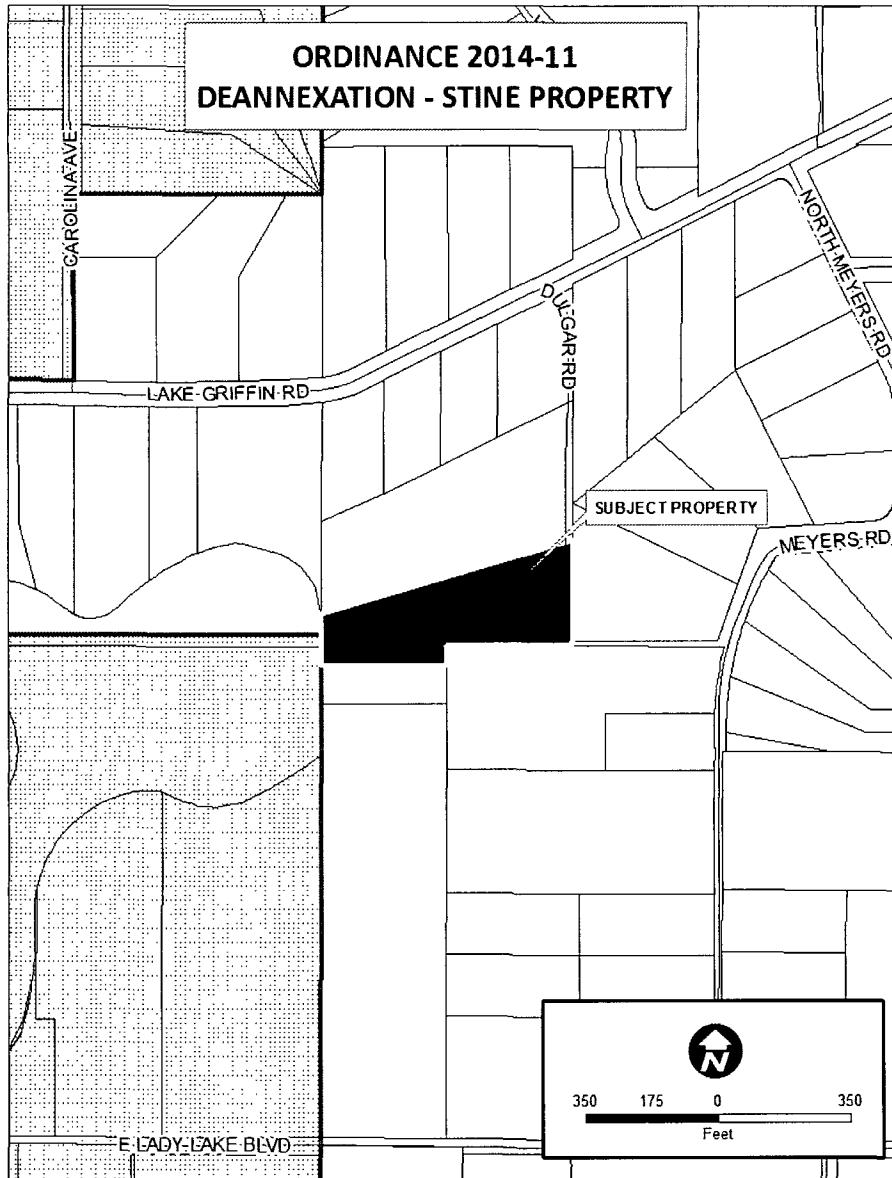 ORDINANCE 2014-11
DEANNEXATION - STINE PROPERTY
CAROLINA AVE
NORTH MEYERS RD
DULGAR RD
LAKE GRIFFIN RD
SUBJECT PROPERTY
MEYERS RD
N
350 175 0 350
Feet
E LADY LAKE BLVD